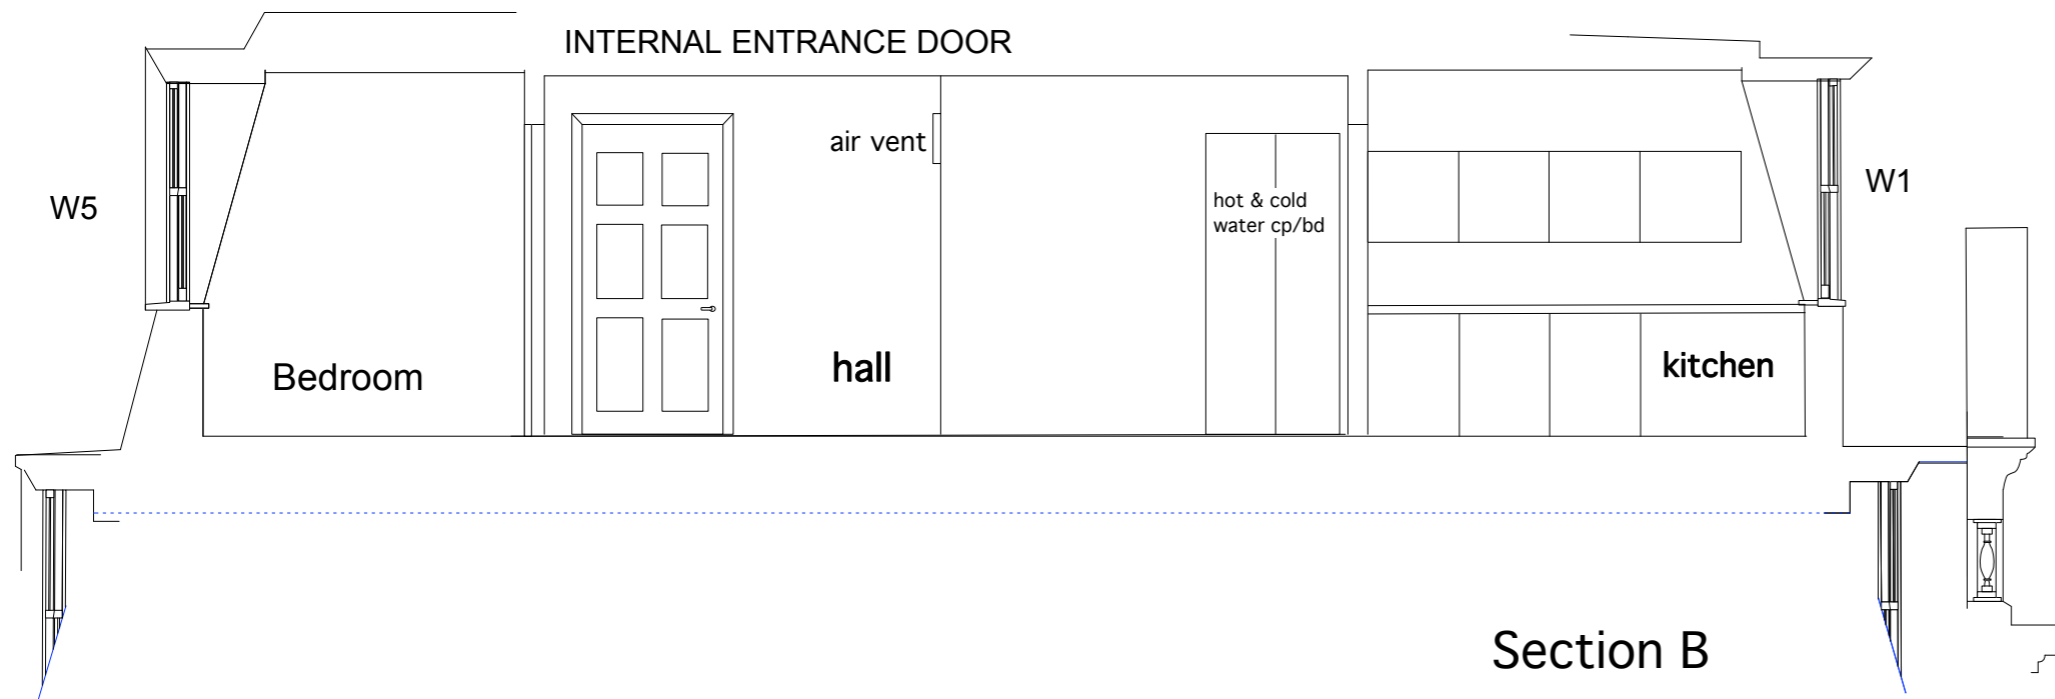 INTERNAL ENTRANCE DOOR
air vent
W5
W1
hot & cold
water cp/bd
Bedroom
hall
kitchen
Section B